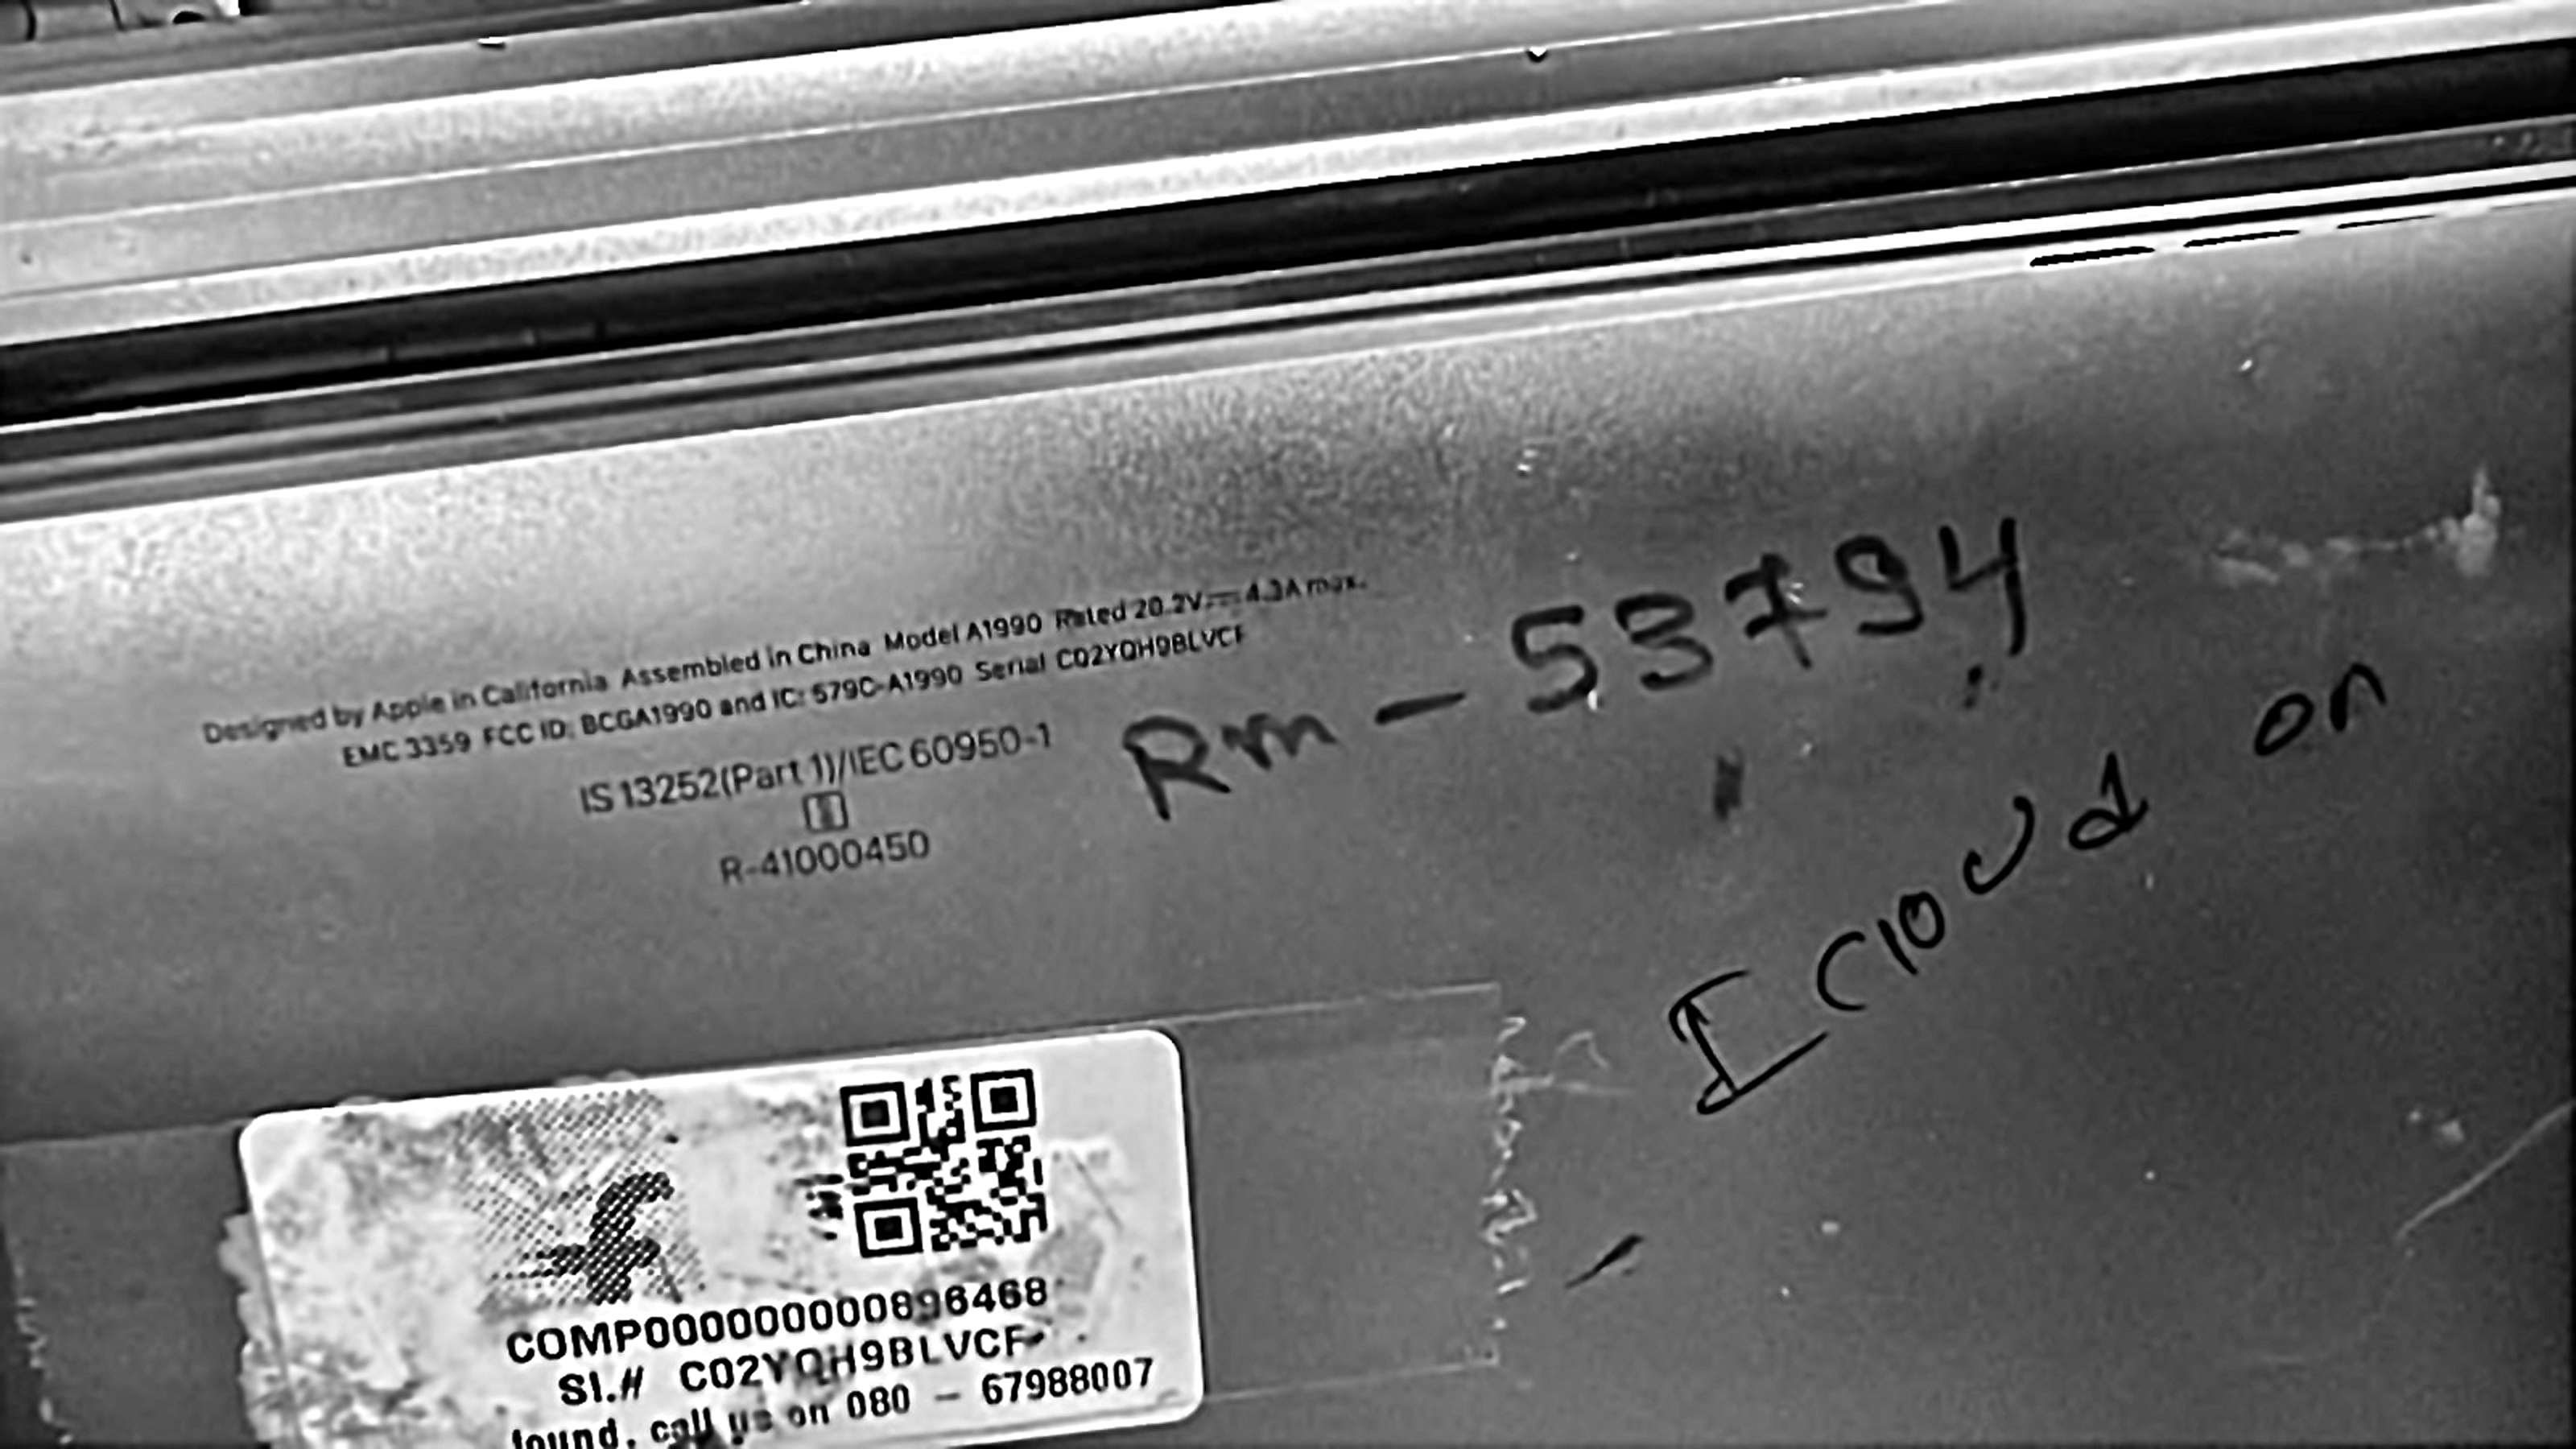 Designed by Apple in California Assembled in China Model A1990 Rated 20.2V⎓4.3A max.
EMC 3359 FCC ID: BCGA1990 and IC: 579C-A1990 Serial C02YQH9BLVCF
IS 13252(Part 1)/IEC 60950-1
R-41000450
Rm - 53794
ICloud on
f
COMP000000000896468
Sl.# C02YQH9BLVCF
found, call us on 080 - 67988007